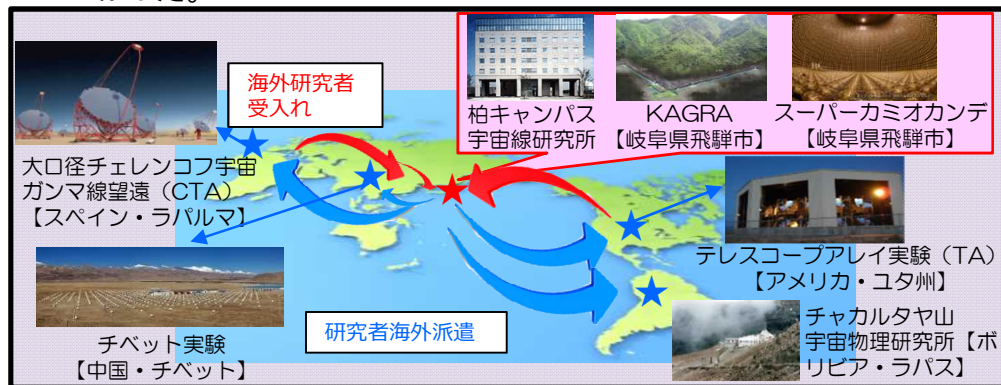 海外研究者
受入れ
柏キャンパス
宇宙線研究所
KAGRA
【岐阜県飛騨市】
スーパーカミオカンデ
【岐阜県飛騨市】
大口径チェレンコフ宇宙
ガンマ線望遠（CTA）
【スペイン・ラパルマ】
テレスコープアレイ実験（TA）
【アメリカ・ユタ州】
チベット実験
【中国・チベット】
研究者海外派遣
チャカルタヤ山
宇宙物理研究所【ボ
リビア・ラパス】